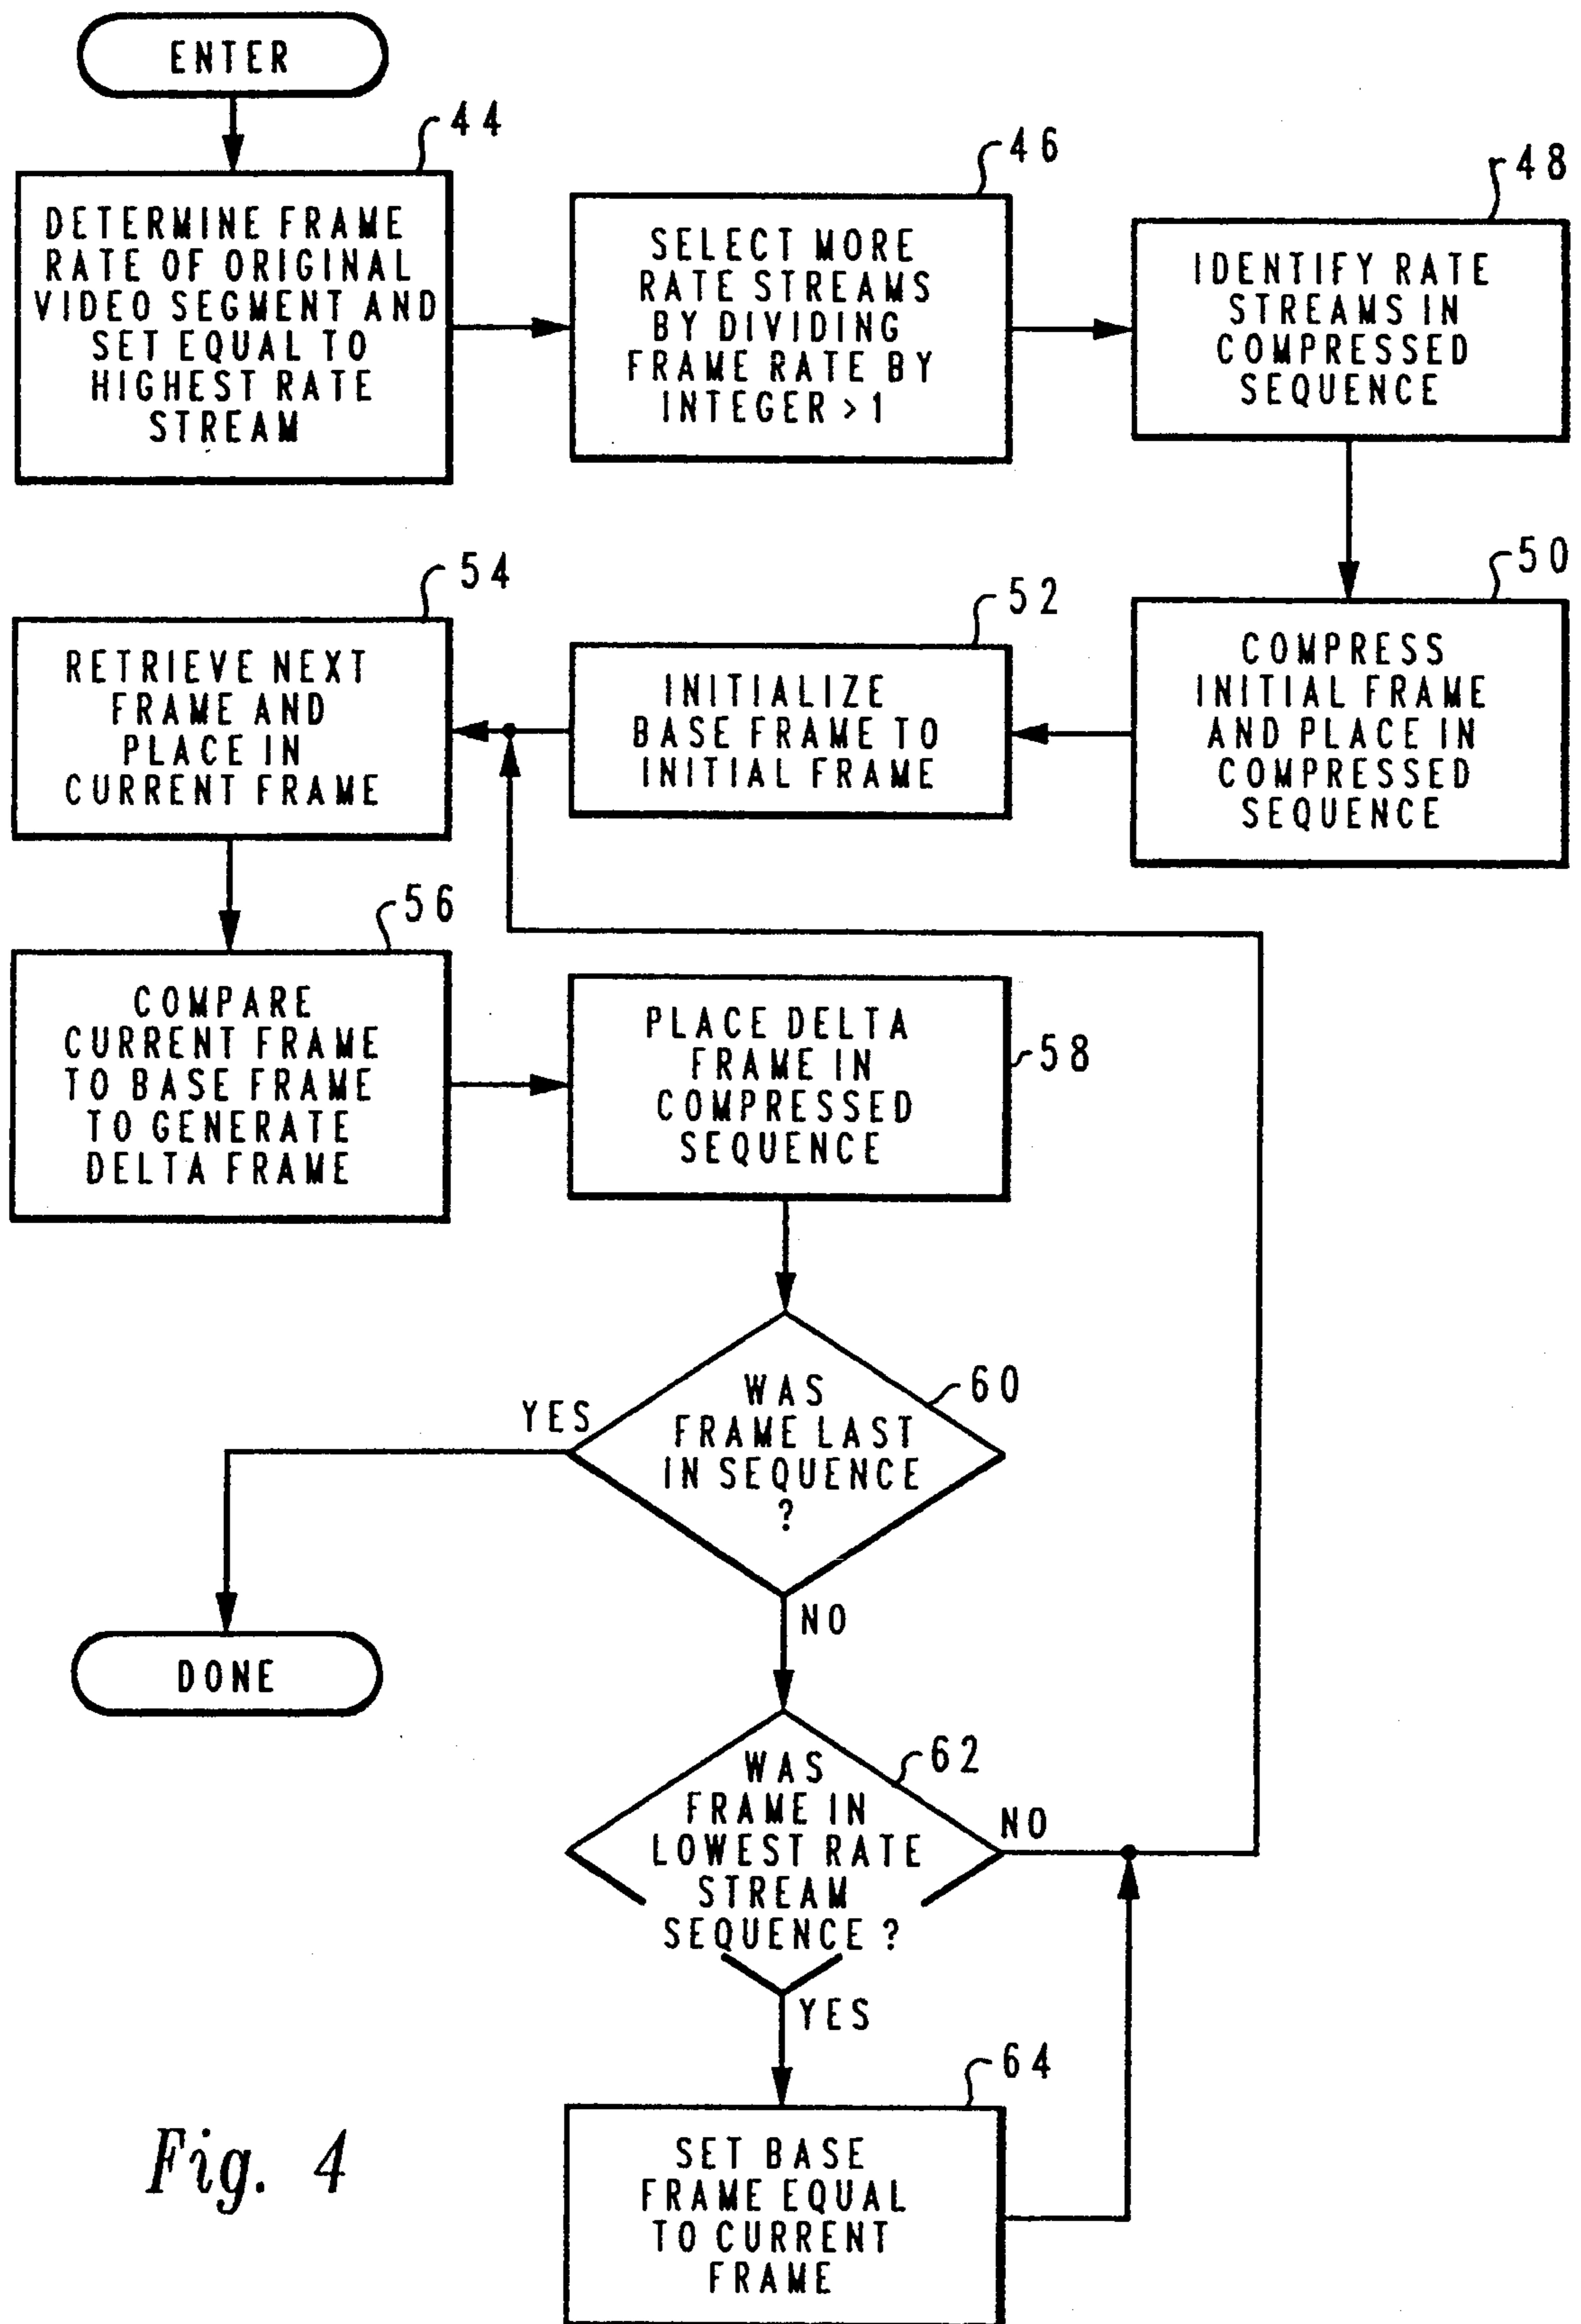 ENTER
44
DETERMINE FRAME
RATE OF ORIGINAL
VIDEO SEGMENT AND
SET EQUAL TO
HIGHEST RATE
STREAM
46
SELECT MORE
RATE STREAMS
BY DIVIDING
FRAME RATE BY
INTEGER > 1
48
IDENTIFY RATE
STREAMS IN
COMPRESSED
SEQUENCE
50
COMPRESS
INITIAL FRAME
AND PLACE IN
COMPRESSED
SEQUENCE
52
INITIALIZE
BASE FRAME TO
INITIAL FRAME
54
RETRIEVE NEXT
FRAME AND
PLACE IN
CURRENT FRAME
56
COMPARE
CURRENT FRAME
TO BASE FRAME
TO GENERATE
DELTA FRAME
58
PLACE DELTA
FRAME IN
COMPRESSED
SEQUENCE
60
WAS
FRAME LAST
IN SEQUENCE
?
YES
DONE
NO
62
WAS
FRAME IN
LOWEST RATE
STREAM
SEQUENCE ?
NO
YES
64
SET BASE
FRAME EQUAL
TO CURRENT
FRAME
Fig. 4